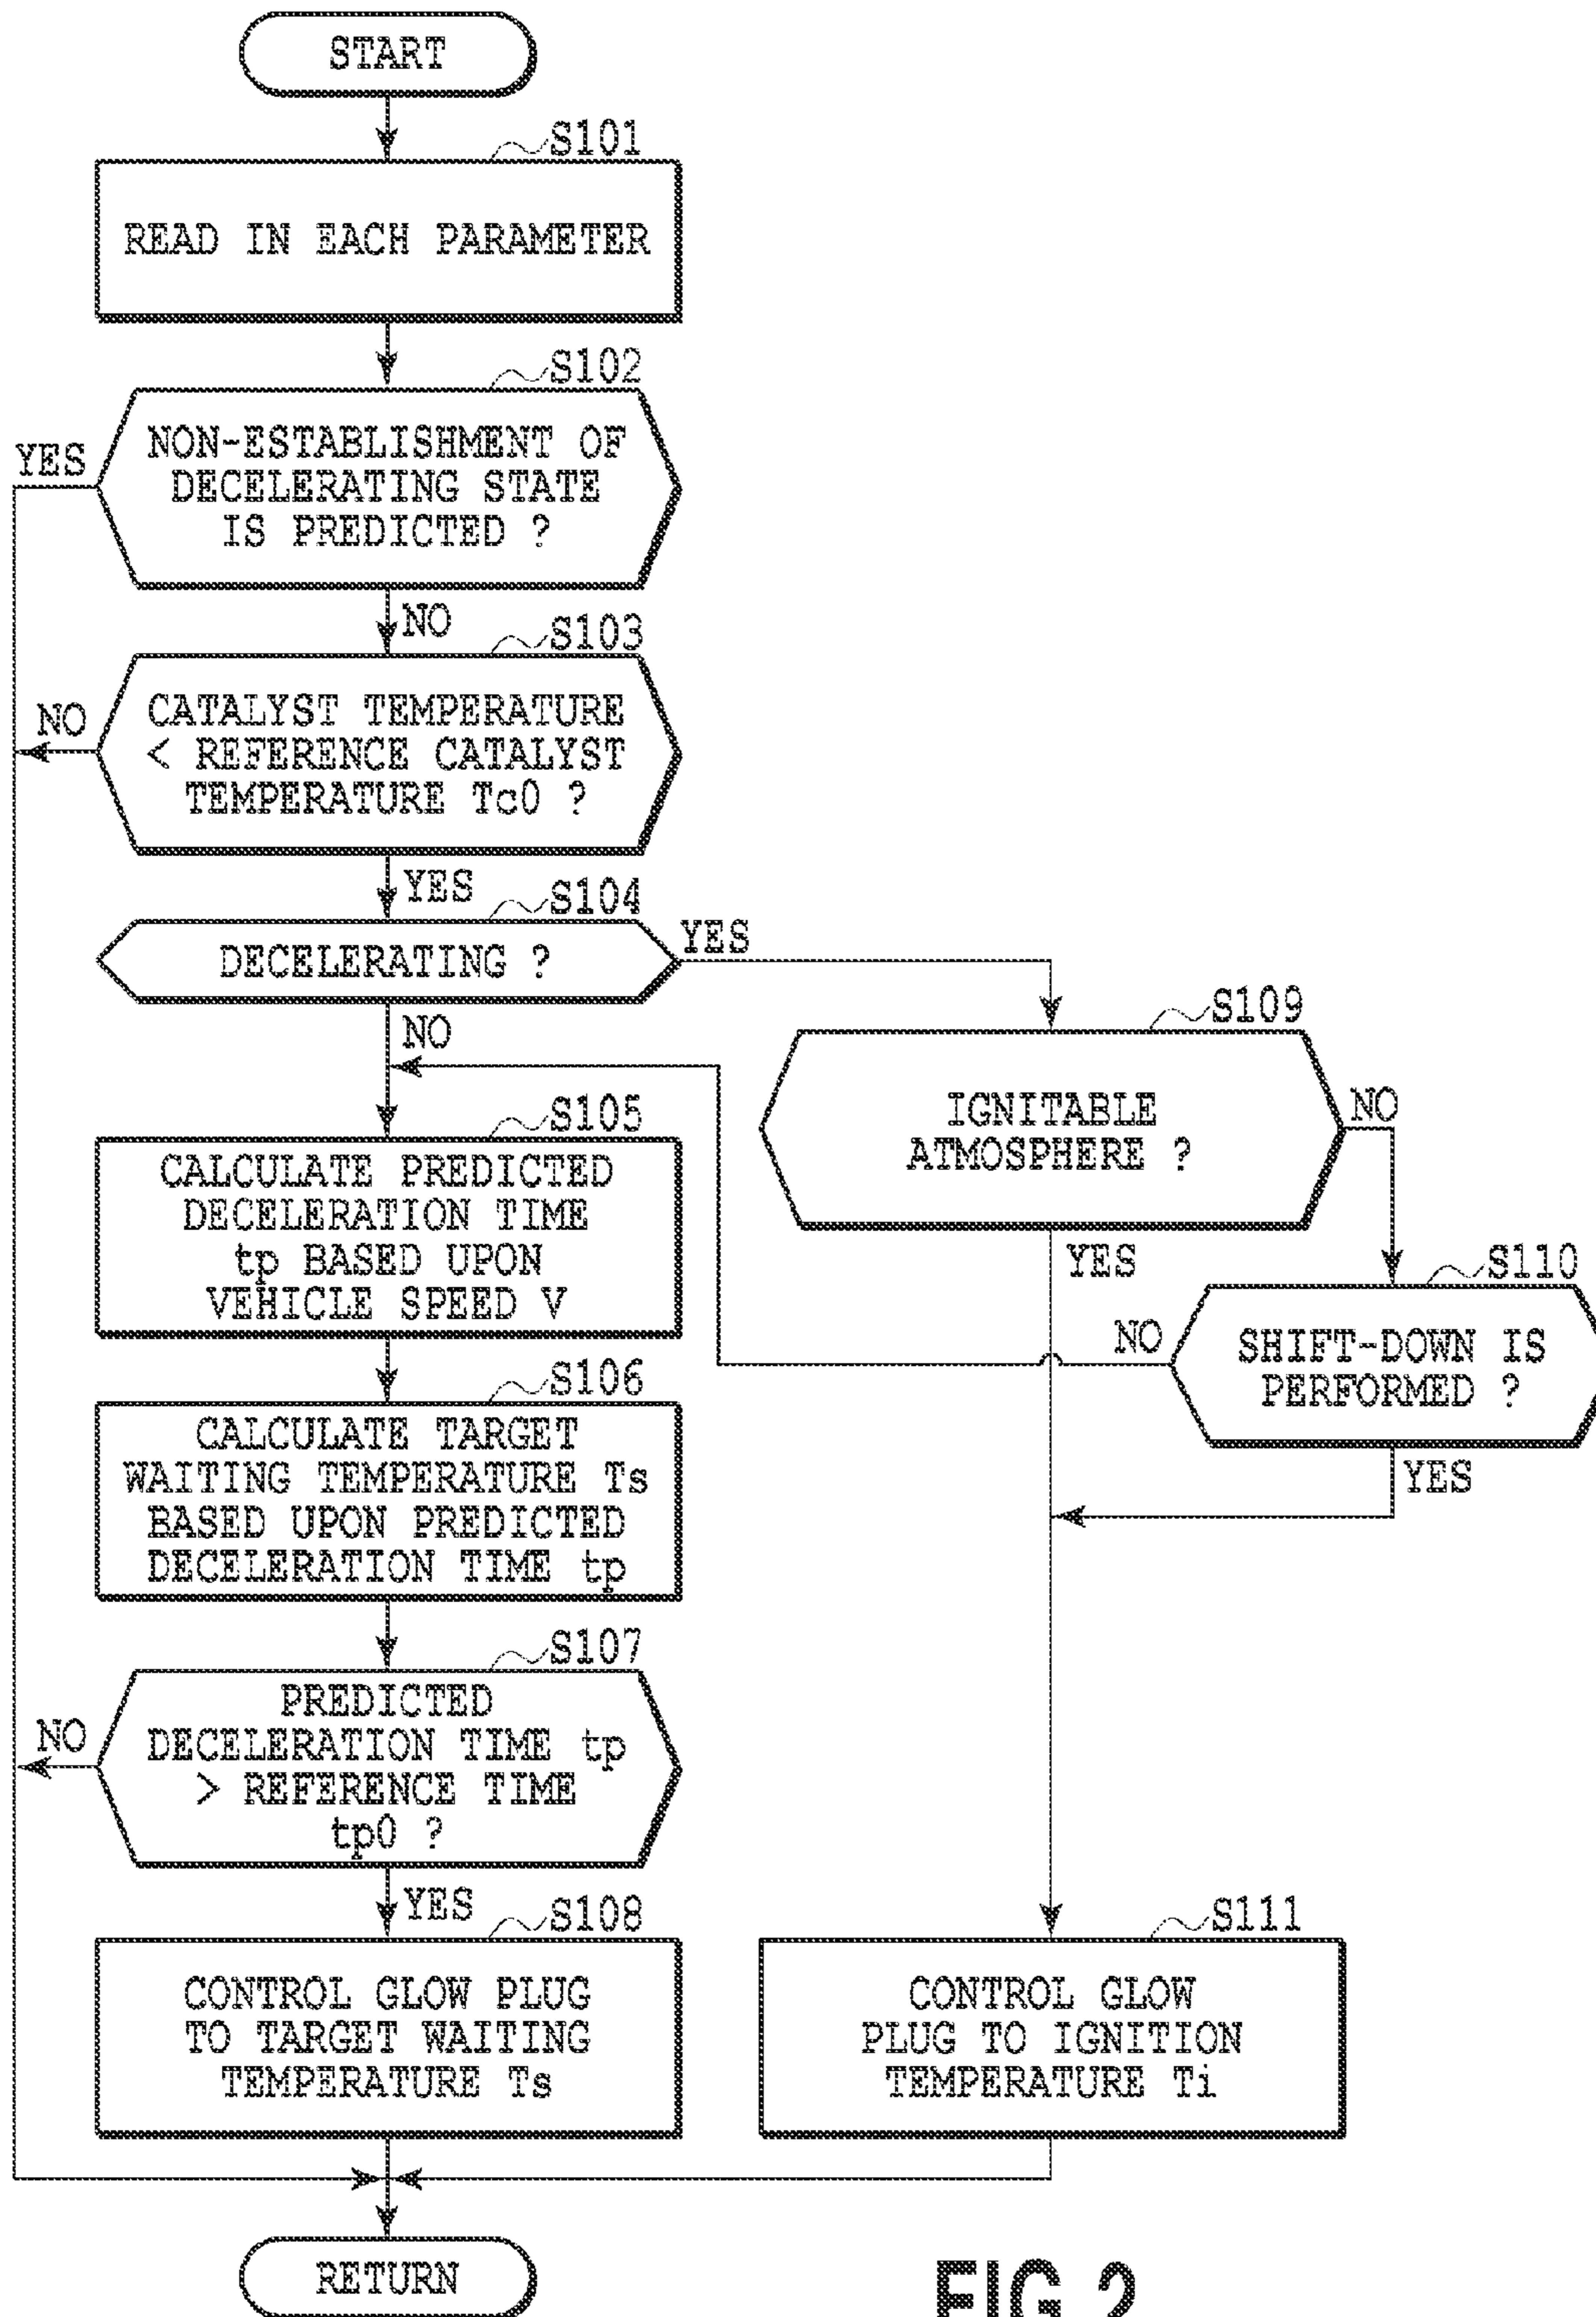 START
S101
READ IN EACH PARAMETER
S102
NON-ESTABLISHMENT OF
DECELERATING STATE
IS PREDICTED ?
YES
NO
S103
CATALYST TEMPERATURE
< REFERENCE CATALYST
TEMPERATURE Tc0 ?
NO
YES
S104
DECELERATING ?
YES
NO
S109
IGNITABLE
ATMOSPHERE ?
NO
YES
S105
CALCULATE PREDICTED
DECELERATION TIME
tp BASED UPON
VEHICLE SPEED V
S110
SHIFT-DOWN IS
PERFORMED ?
NO
YES
S106
CALCULATE TARGET
WAITING TEMPERATURE Ts
BASED UPON PREDICTED
DECELERATION TIME tp
S107
PREDICTED
DECELERATION TIME tp
> REFERENCE TIME
tp0 ?
NO
YES
S108
CONTROL GLOW PLUG
TO TARGET WAITING
TEMPERATURE Ts
S111
CONTROL GLOW
PLUG TO IGNITION
TEMPERATURE Ti
RETURN
FIG.2